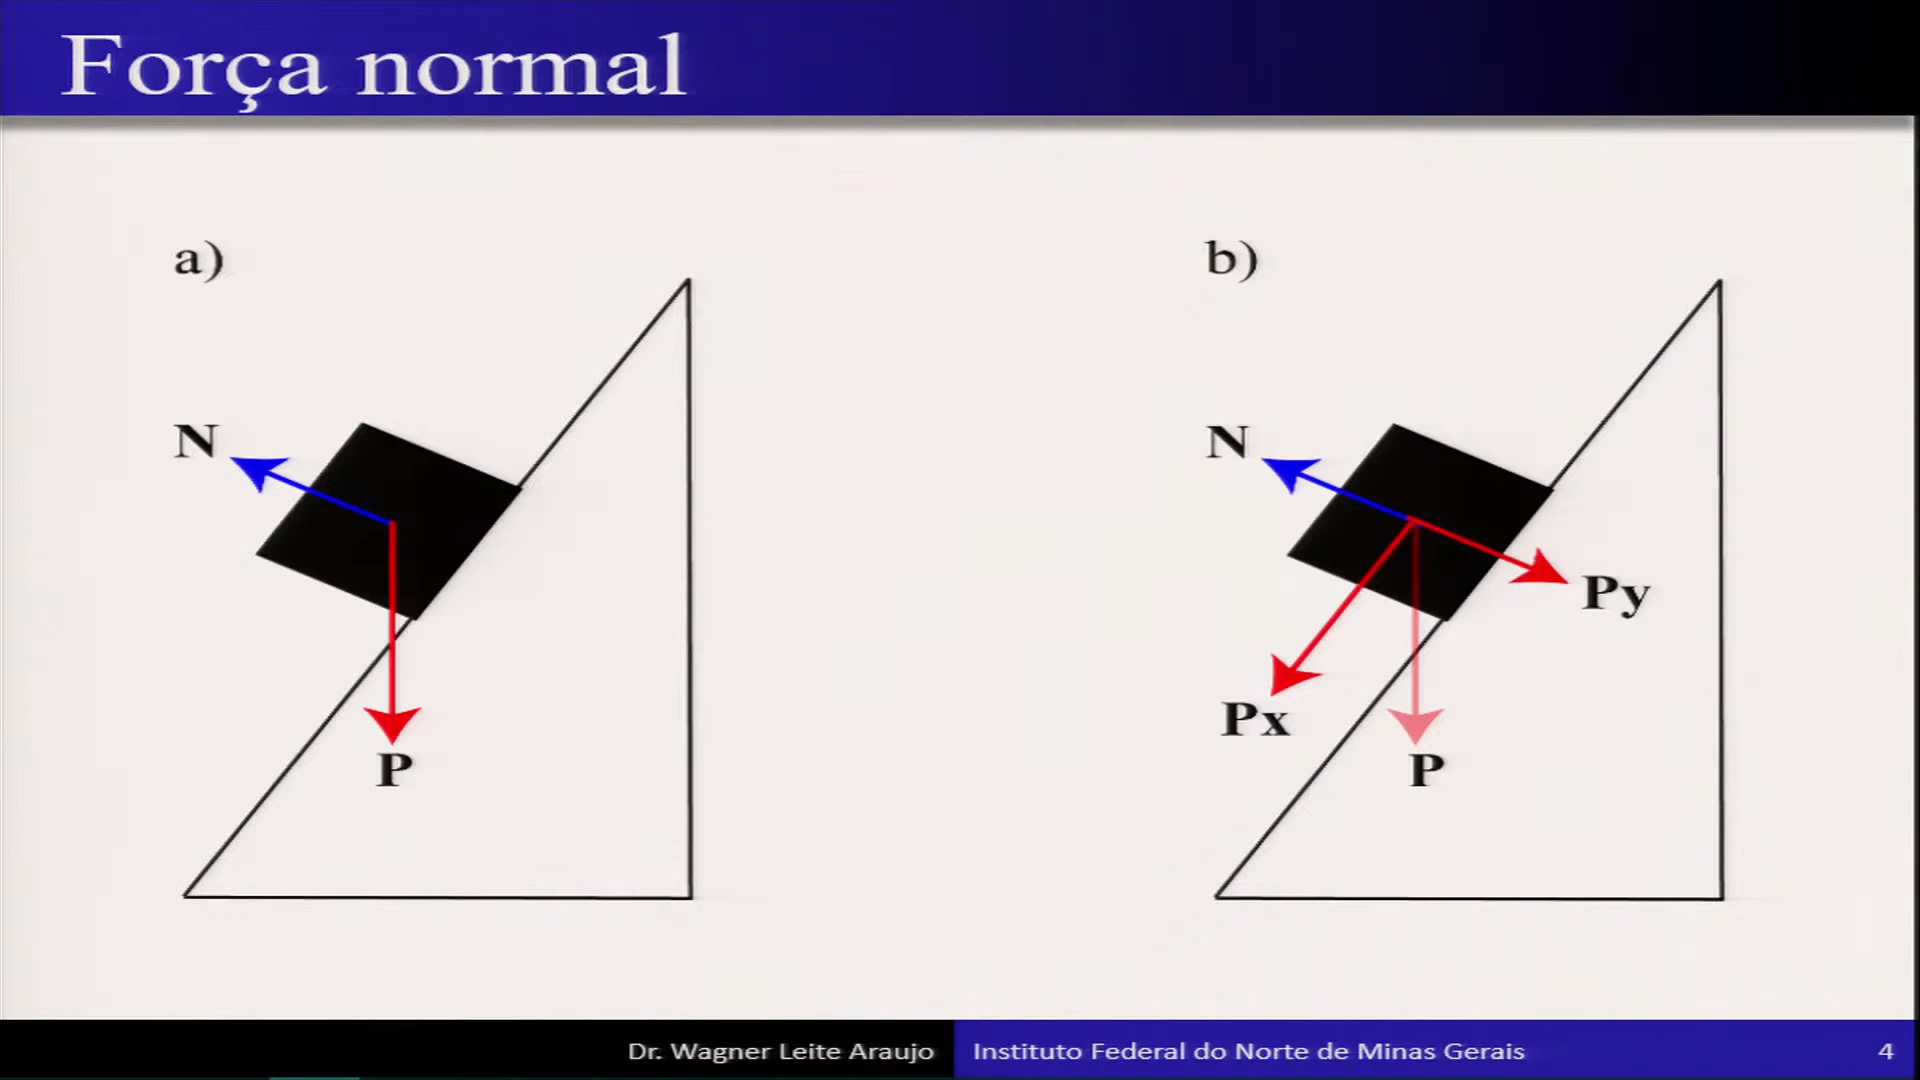 Força normal
a)
b)
N
P
N
Py
Px
P
Dr. Wagner Leite Araujo
Instituto Federal do Norte de Minas Gerais
4